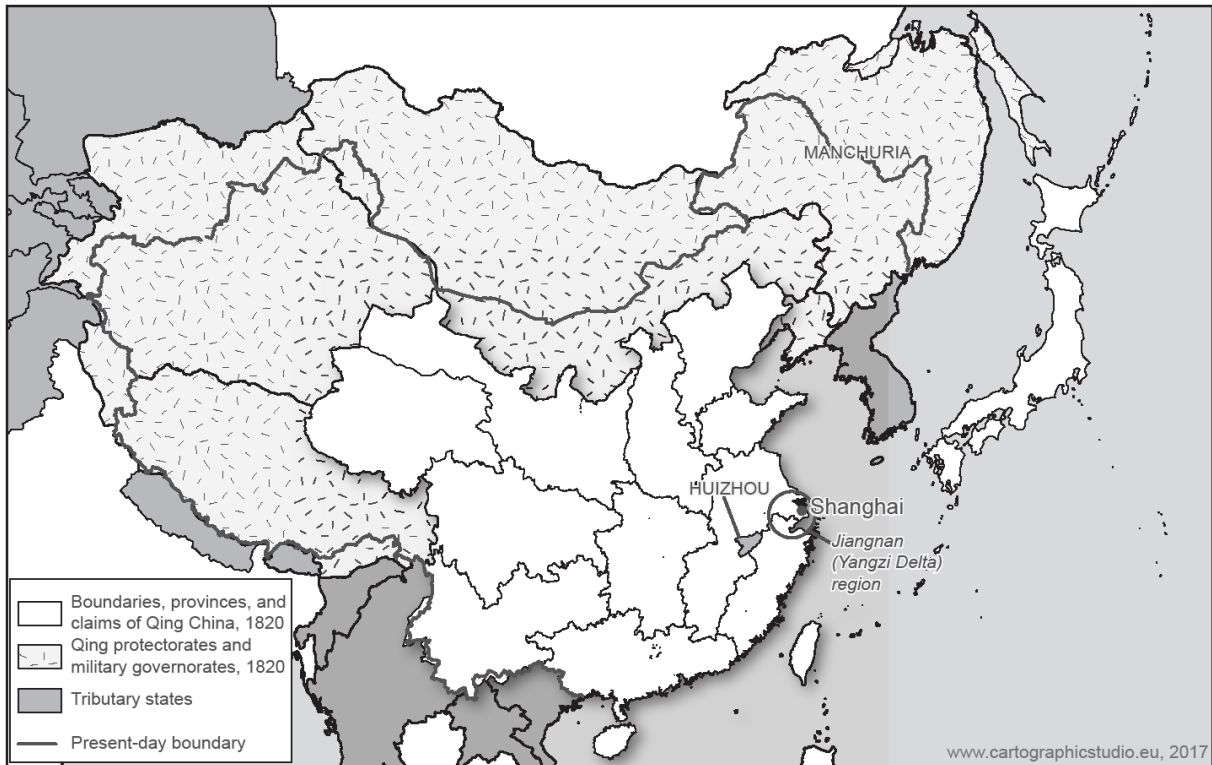 MANCHURIA
HUIZHOU
Shanghai
Jiangnan
(Yangzi Delta)
region
Boundaries, provinces, and
claims of Qing China, 1820
Qing protectorates and
military governorates, 1820
Tributary states
Present-day boundary
www.cartographicstudio.eu, 2017